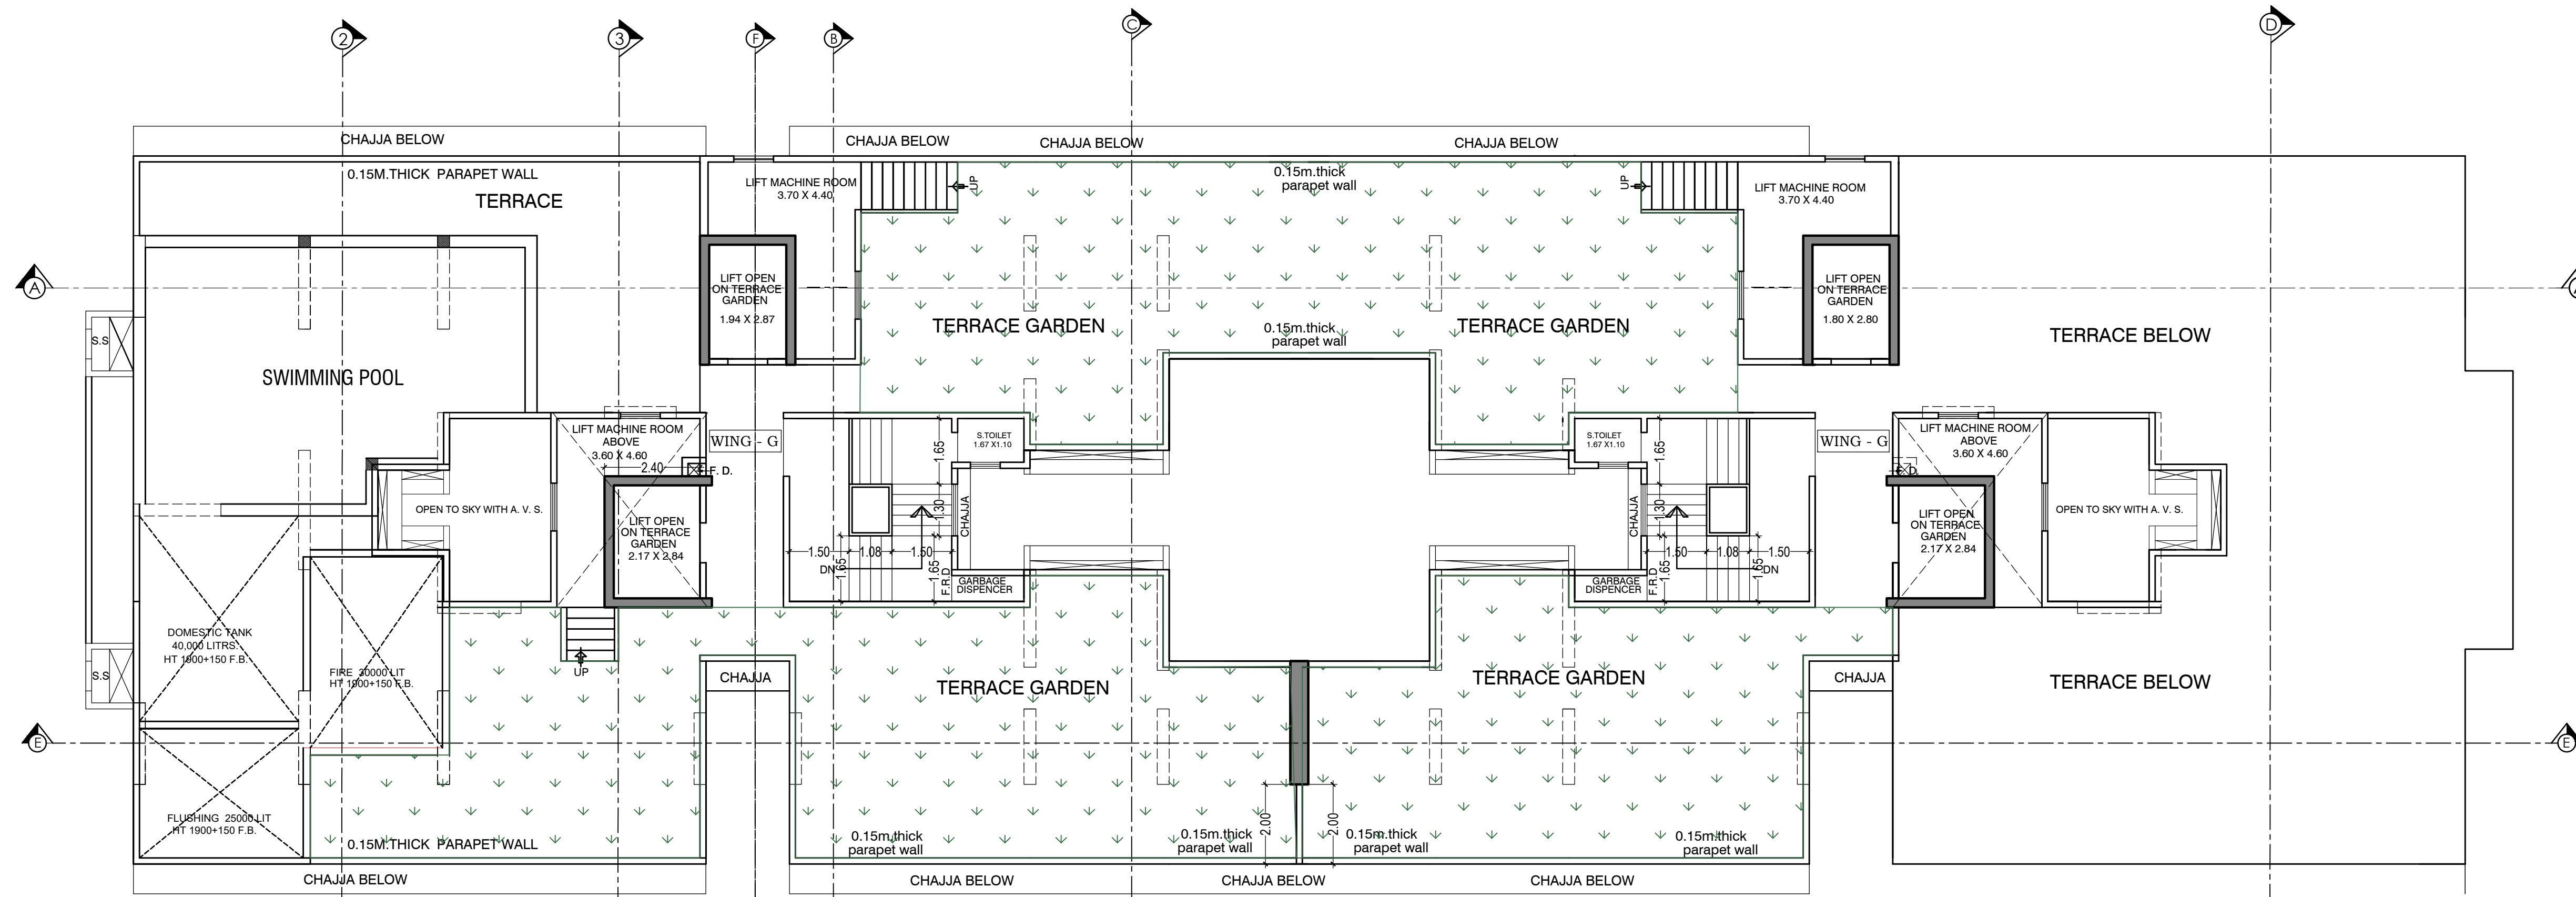 2
3
F
B
C
D
CHAJJA BELOW
CHAJJA BELOW
CHAJJA BELOW
CHAJJA BELOW
0.15M.THICK PARAPET WALL
TERRACE
LIFT MACHINE ROOM
3.70 X 4.40
UP
0.15m.thick
parapet wall
UP
LIFT MACHINE ROOM
3.70 X 4.40
A
LIFT OPEN
ON TERRACE
GARDEN
1.94 X 2.87
TERRACE GARDEN
0.15m.thick
parapet wall
TERRACE GARDEN
LIFT OPEN
ON TERRACE
GARDEN
1.80 X 2.80
TERRACE BELOW
S.S
SWIMMING POOL
LIFT MACHINE ROOM
ABOVE
3.60 X 4.60
2.40
F. D.
WING - G
1.65
S.TOILET
1.67 X1.10
S.TOILET
1.67 X1.10
1.65
WING - G
LIFT MACHINE ROOM
ABOVE
3.60 X 4.60
D.
OPEN TO SKY WITH A. V. S.
LIFT OPEN
ON TERRACE
GARDEN
2.17 X 2.84
1.30
CHAJJA
CHAJJA
1.30
LIFT OPEN
ON TERRACE
GARDEN
2.17 X 2.84
OPEN TO SKY WITH A. V. S.
1.50
1.08
1.50
DN
1.65
1.65
F.R.D
GARBAGE
DISPENCER
1.50
1.08
1.50
DN
GARBAGE
DISPENCER
F.R.D
1.65
1.65
DOMESTIC TANK
40,000 LITRS.
HT 1900+150 F.B.
S.S
FIRE 30000 LIT
HT 1900+150 F.B.
UP
CHAJJA
TERRACE GARDEN
TERRACE GARDEN
CHAJJA
TERRACE BELOW
E
E
FLUSHING 25000 LIT
HT 1900+150 F.B.
0.15M.THICK PARAPET WALL
0.15m.thick
parapet wall
0.15m.thick
parapet wall
2.00
2.00
0.15m.thick
parapet wall
0.15m.thick
parapet wall
CHAJJA BELOW
CHAJJA BELOW
CHAJJA BELOW
CHAJJA BELOW